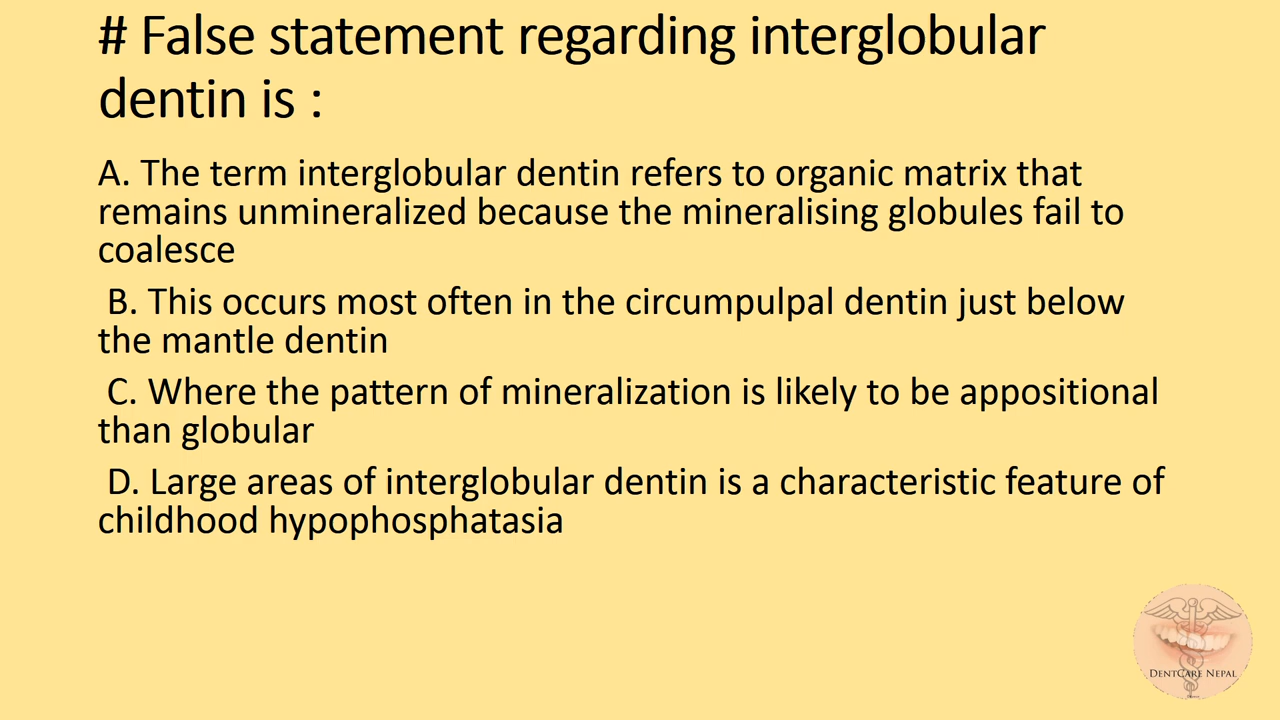 # False statement regarding interglobular
dentin is :
A. The term interglobular dentin refers to organic matrix that
remains unmineralized because the mineralising globules fail to
coalesce
B. This occurs most often in the circumpulpal dentin just below
the mantle dentin
C. Where the pattern of mineralization is likely to be appositional
than globular
D. Large areas of interglobular dentin is a characteristic feature of
childhood hypophosphatasia
DENTCARE NEPAL